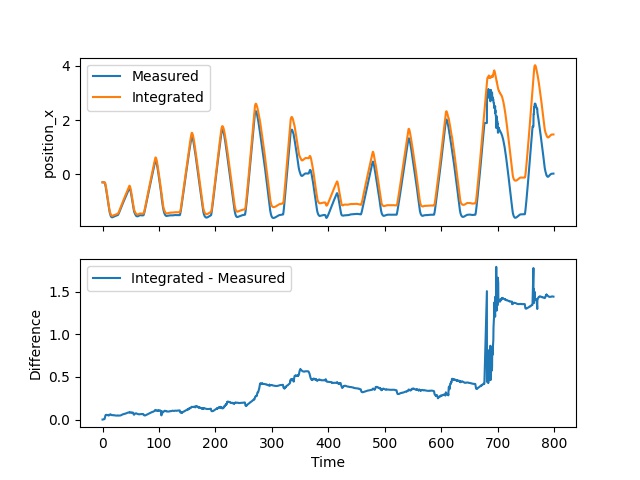 4
2
0
position_x
Measured
Integrated
1.5
1.0
0.5
0.0
Difference
Integrated - Measured
0 100 200 300 400 500 600 700 800
Time